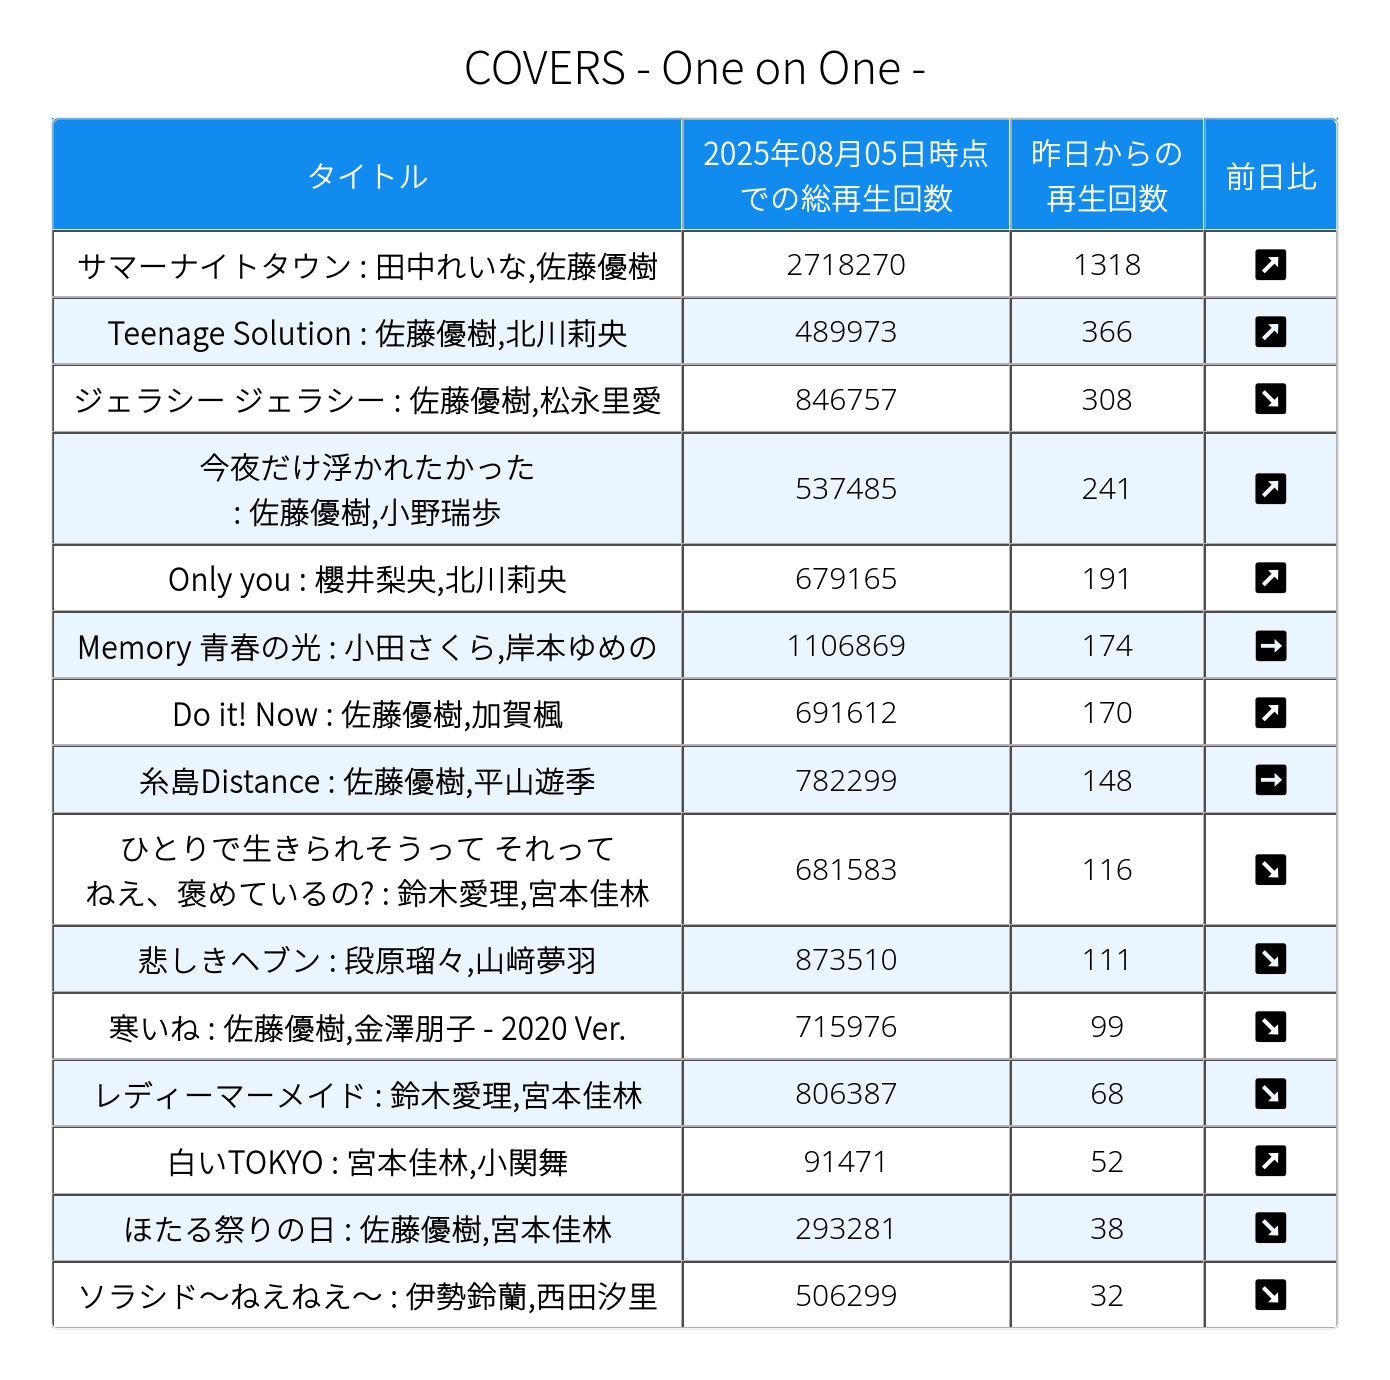 COVERS - One on One -
タイトル
2025年08月05日時点
での総再生回数
昨日からの
再生回数
前日比
サマーナイトタウン : 田中れいな,佐藤優樹 2718270 1318 ↗
Teenage Solution : 佐藤優樹,北川莉央 489973 366 ↗
ジェラシー ジェラシー : 佐藤優樹,松永里愛 846757 308 ↘
今夜だけ浮かれたかった
: 佐藤優樹,小野瑞歩 537485 241 ↗
Only you : 櫻井梨央,北川莉央 679165 191 ↗
Memory 青春の光 : 小田さくら,岸本ゆめの 1106869 174 →
Do it! Now : 佐藤優樹,加賀楓 691612 170 ↗
糸島Distance : 佐藤優樹,平山遊季 782299 148 →
ひとりで生きられそうって それって
ねえ、褒めているの? : 鈴木愛理,宮本佳林 681583 116 ↘
悲しきヘブン : 段原瑠々,山﨑夢羽 873510 111 ↘
寒いね : 佐藤優樹,金澤朋子 - 2020 Ver. 715976 99 ↘
レディーマーメイド : 鈴木愛理,宮本佳林 806387 68 ↘
白いTOKYO : 宮本佳林,小関舞 91471 52 ↗
ほたる祭りの日 : 佐藤優樹,宮本佳林 293281 38 ↘
ソラシド〜ねえねえ〜 : 伊勢鈴蘭,西田汐里 506299 32 ↘